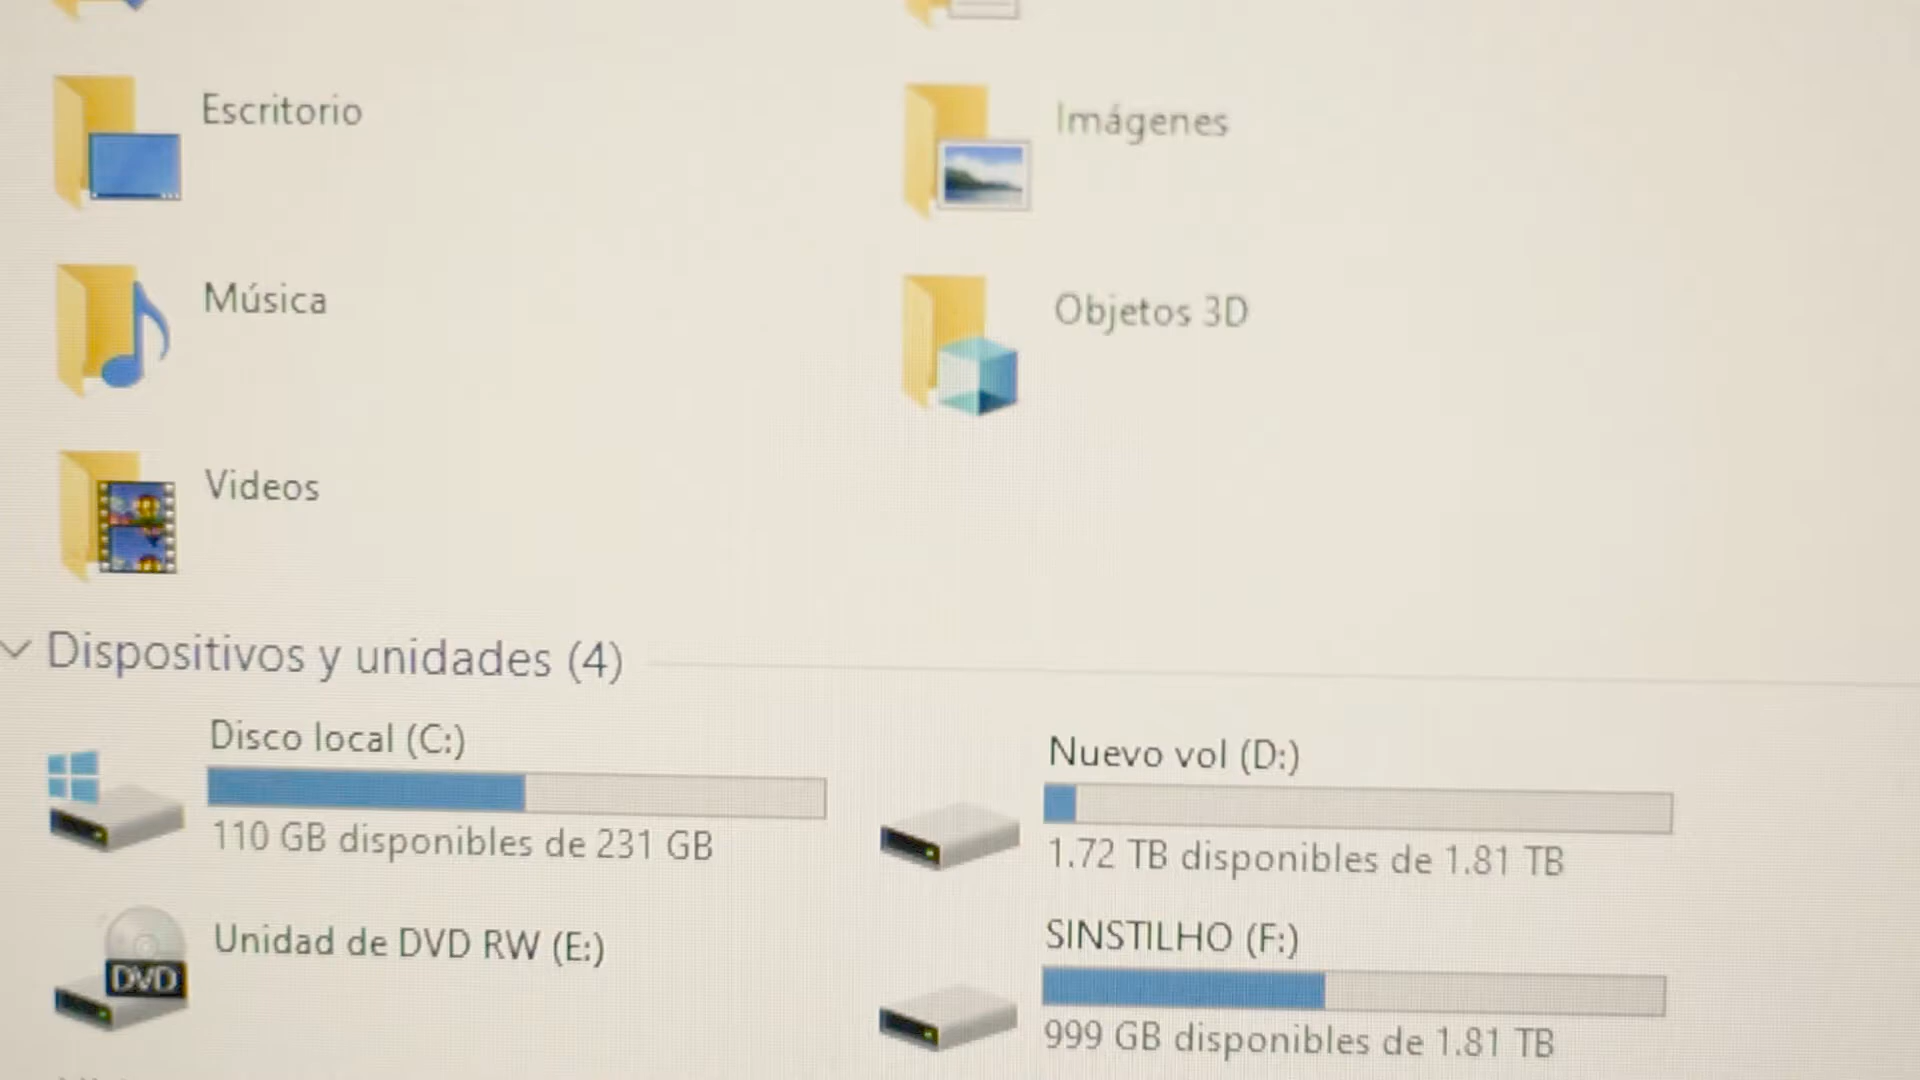 Escritorio
Imágenes
Música
Objetos 3D
Videos
Dispositivos y unidades (4)
Disco local (C:)
110 GB disponibles de 231 GB
Nuevo vol (D:)
1.72 TB disponibles de 1.81 TB
Unidad de DVD RW (E:)
DVD
SINSTILHO (F:)
999 GB disponibles de 1.81 TB